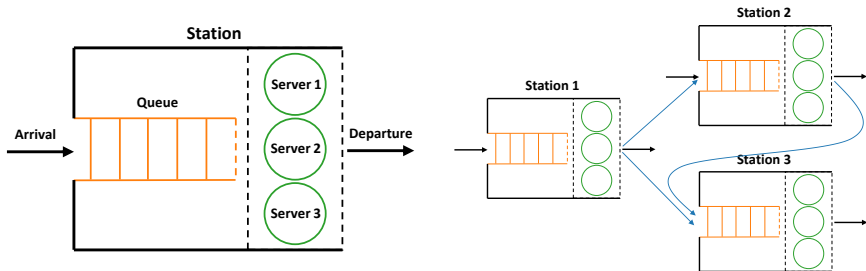 Station
Server 1
Queue
Arrival
Server 2
Departure
Server 3
Station 1
Station 2
Station 3